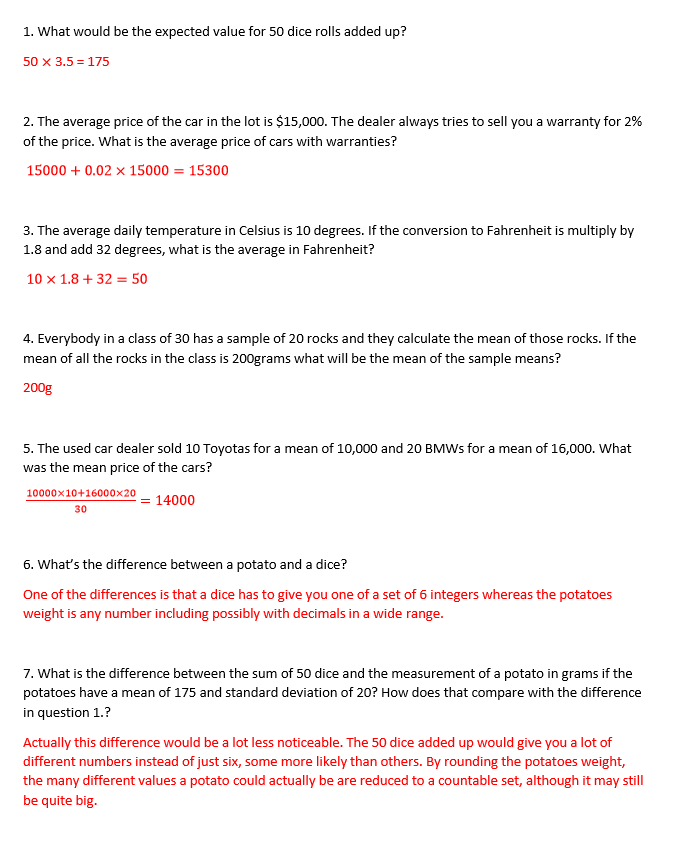 1. What would be the expected value for 50 dice rolls added up?
50 × 3.5 = 175
2. The average price of the car in the lot is $15,000. The dealer always tries to sell you a warranty for 2%
of the price. What is the average price of cars with warranties?
15000 + 0.02 × 15000 = 15300
3. The average daily temperature in Celsius is 10 degrees. If the conversion to Fahrenheit is multiply by
1.8 and add 32 degrees, what is the average in Fahrenheit?
10 × 1.8 + 32 = 50
4. Everybody in a class of 30 has a sample of 20 rocks and they calculate the mean of those rocks. If the
mean of all the rocks in the class is 200grams what will be the mean of the sample means?
200g
5. The used car dealer sold 10 Toyotas for a mean of 10,000 and 20 BMWs for a mean of 16,000. What
was the mean price of the cars?
10000×10+16000×20
= 14000
30
6. What's the difference between a potato and a dice?
One of the differences is that a dice has to give you one of a set of 6 integers whereas the potatoes
weight is any number including possibly with decimals in a wide range.
7. What is the difference between the sum of 50 dice and the measurement of a potato in grams if the
potatoes have a mean of 175 and standard deviation of 20? How does that compare with the difference
in question 1.?
Actually this difference would be a lot less noticeable. The 50 dice added up would give you a lot of
different numbers instead of just six, some more likely than others. By rounding the potatoes weight,
the many different values a potato could actually be are reduced to a countable set, although it may still
be quite big.